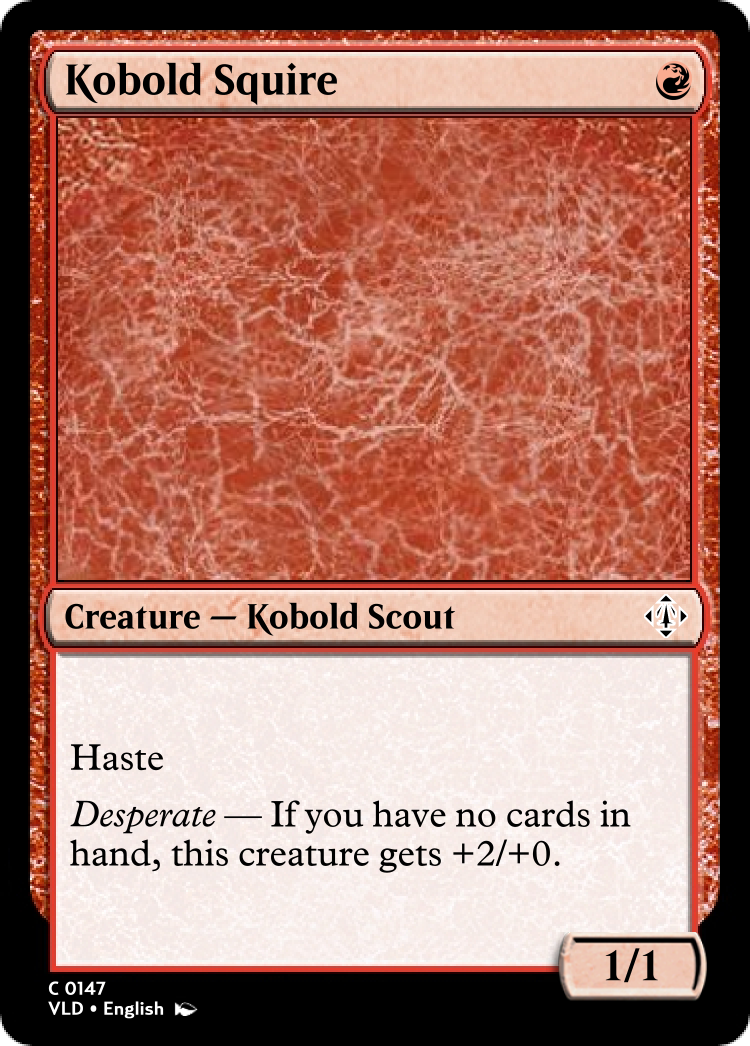 Kobold Squire
Creature — Kobold Scout
Haste
Desperate — If you have no cards in
hand, this creature gets +2/+0.
1/1
C 0147
VLD • English